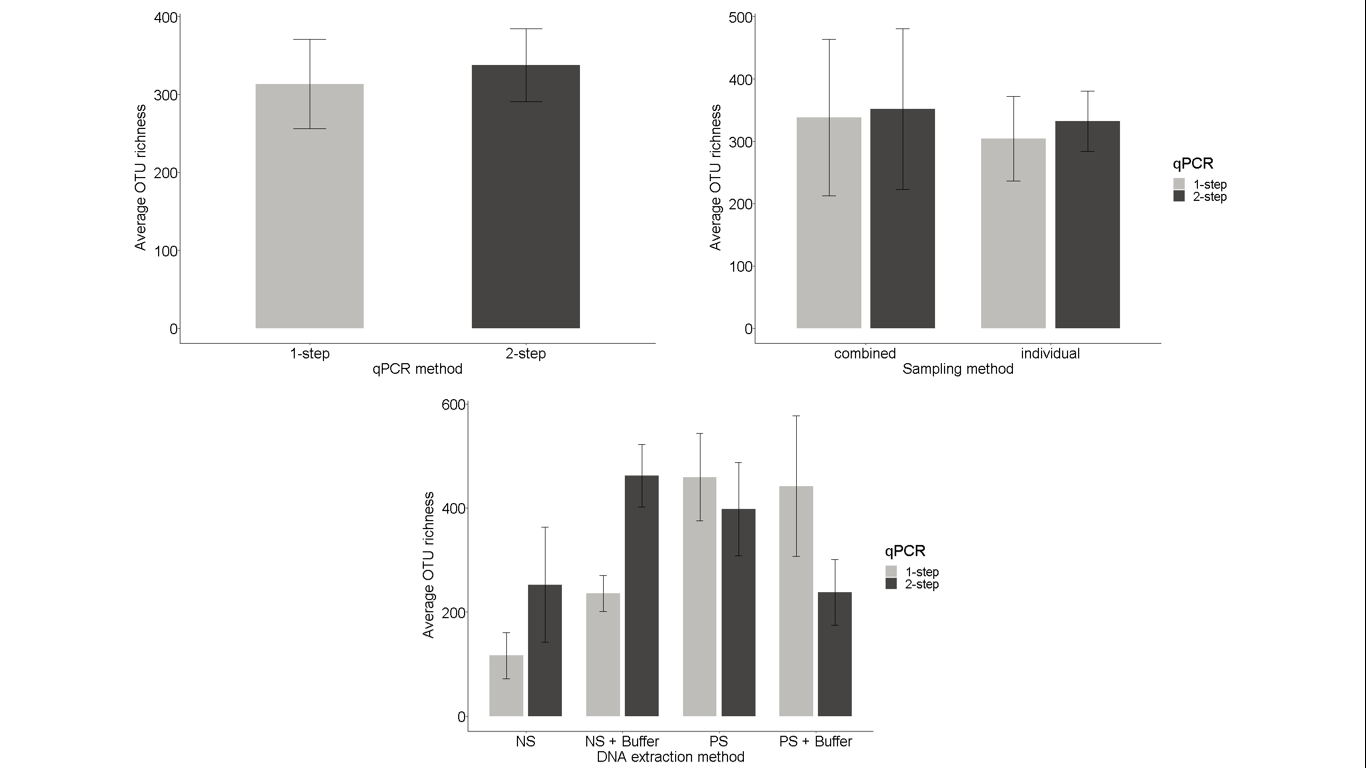 400
300
200
100
0
Average OTU richness
1-step 2-step
qPCR method
500
400
300
200
100
0
Average OTU richness
combined individual
Sampling method
qPCR
1-step
2-step
600
400
200
0
Average OTU richness
NS NS + Buffer PS PS + Buffer
DNA extraction method
qPCR
1-step
2-step